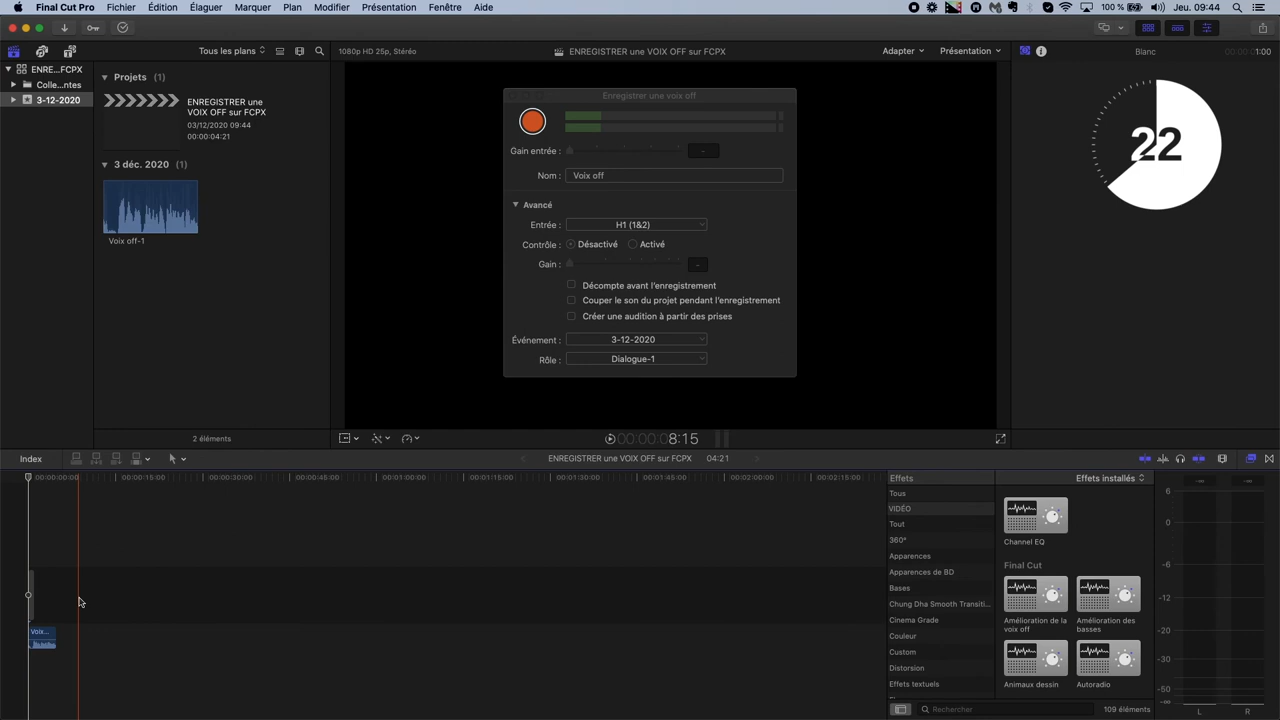 Final Cut Pro Fichier Édition Élaguer Marquer Plan Modifier Présentation Fenêtre Aide 100 % Jeu. 09:44
Tous les plans
1080p HD 25p, Stéréo
ENREGISTRER une VOIX OFF sur FCPX
Adapter
Présentation
Blanc
1:00
ENRE...FCPX
Colle...ntes
3-12-2020
Projets (1)
ENREGISTRER une
VOIX OFF sur FCPX
03/12/2020 09:44
00:00:04:21
3 déc. 2020 (1)
Voix off-1
2 éléments
Enregistrer une voix off
Gain entrée :
Nom : Voix off
Avancé
Entrée : H1 (1&2)
Contrôle : Désactivé Activé
Gain :
Décompte avant l'enregistrement
Couper le son du projet pendant l'enregistrement
Créer une audition à partir des prises
Événement : 3-12-2020
Rôle : Dialogue-1
00:00:08:15
22
Index
ENREGISTRER une VOIX OFF sur FCPX 04:21
00:00:00:00 00:00:15:00 00:00:30:00 00:00:45:00 00:01:00:00 00:01:15:00 00:01:30:00 00:01:45:00 00:02:00:00 00:02:15:00
Voix...
Effets
Tous
VIDÉO
Tout
360°
Apparences
Apparences de BD
Bases
Chung Dha Smooth Transiti...
Cinema Grade
Couleur
Custom
Distorsion
Effets textuels
Effets installés
Channel EQ
Final Cut
Amélioration de la
voix off
Amélioration des
basses
Animaux dessin
Autoradio
Rechercher
109 éléments
-∞ -∞
6
0
-6
-12
-20
-30
-50
-∞
L R